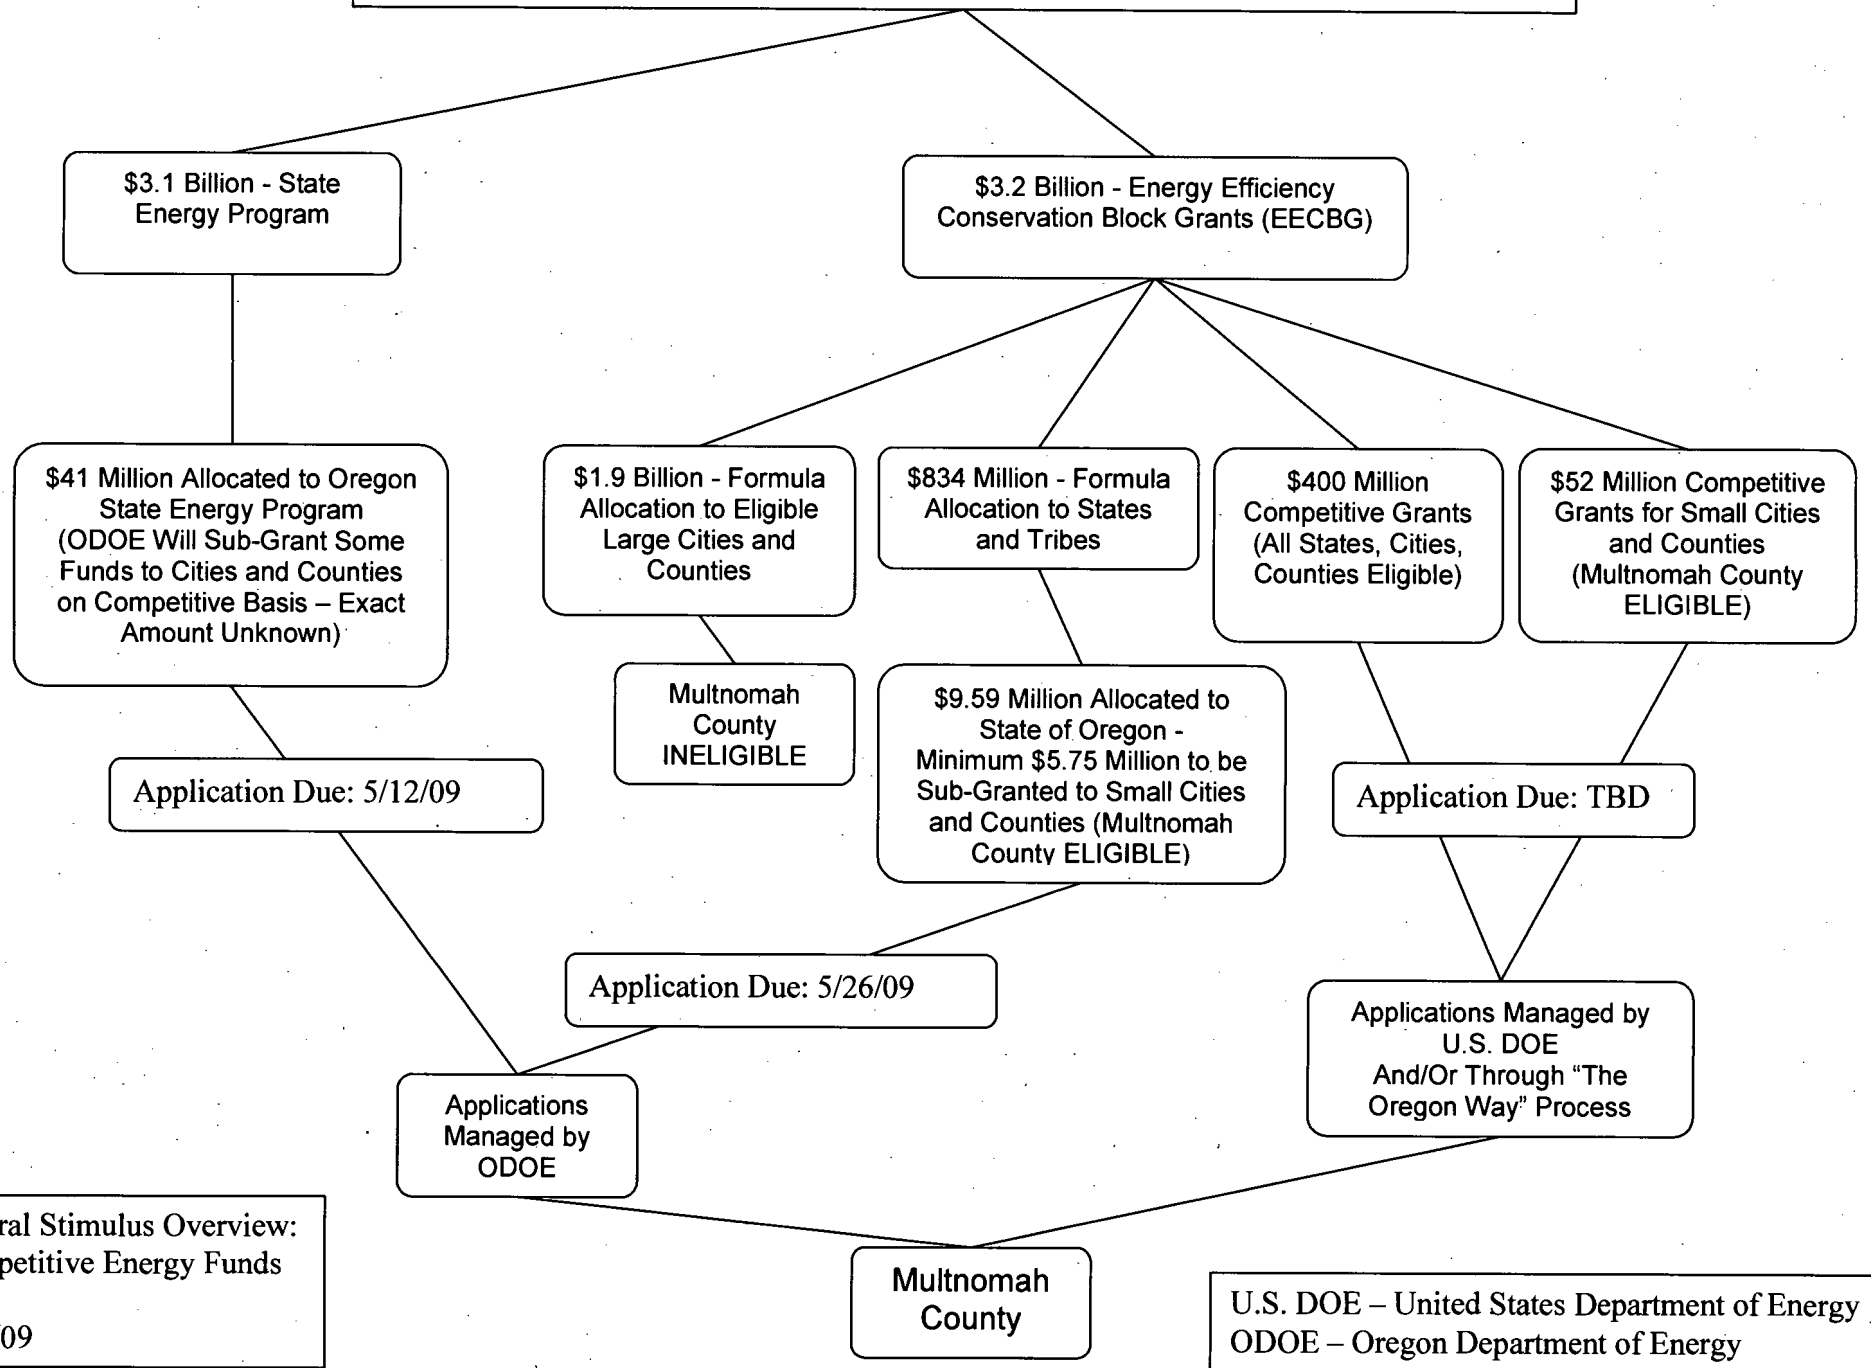 $3.1 Billion - State
Energy Program
$3.2 Billion - Energy Efficiency
Conservation Block Grants (EECBG)
$41 Million Allocated to Oregon
State Energy Program
(ODOE Will Sub-Grant Some
Funds to Cities and Counties
on Competitive Basis – Exact
Amount Unknown)
$1.9 Billion - Formula
Allocation to Eligible
Large Cities and
Counties
$834 Million - Formula
Allocation to States
and Tribes
$400 Million
Competitive Grants
(All States, Cities,
Counties Eligible)
$52 Million Competitive
Grants for Small Cities
and Counties
(Multnomah County
ELIGIBLE)
Multnomah
County
INELIGIBLE
$9.59 Million Allocated to
State of Oregon -
Minimum $5.75 Million to be
Sub-Granted to Small Cities
and Counties (Multnomah
County ELIGIBLE)
Application Due: 5/12/09
Application Due: TBD
Application Due: 5/26/09
Applications Managed by
U.S. DOE
And/Or Through “The
Oregon Way” Process
Applications
Managed by
ODOE
ral Stimulus Overview:
petitive Energy Funds
/09
Multnomah
County
U.S. DOE – United States Department of Energy
ODOE – Oregon Department of Energy